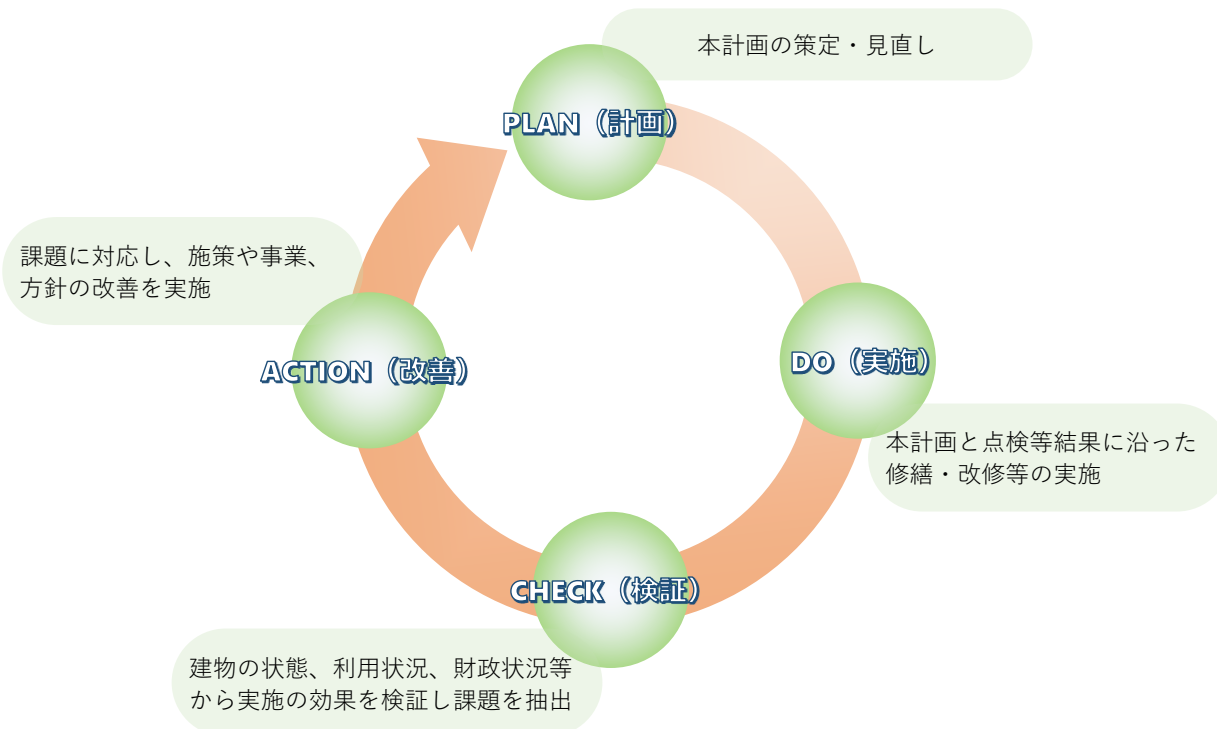 本計画の策定・見直し
PLAN（計画）
課題に対応し、施策や事業、
方針の改善を実施
ACTION（改善）
DO（実施）
本計画と点検等結果に沿った
修繕・改修等の実施
CHECK（検証）
建物の状態、利用状況、財政状況等
から実施の効果を検証し課題を抽出